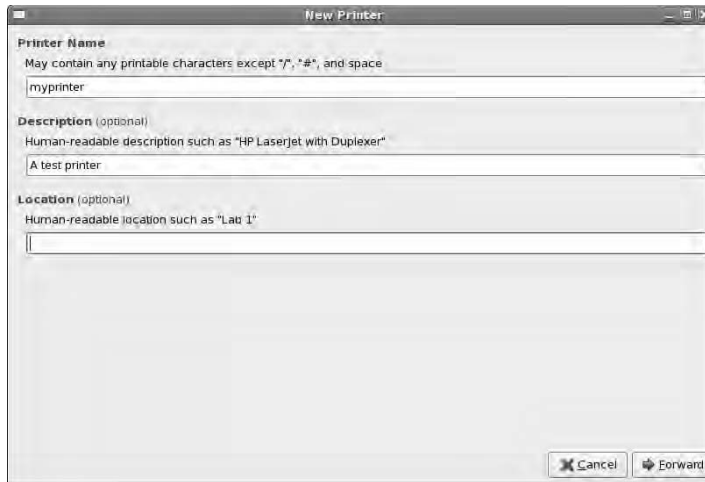 New Printer
Printer Name
May contain any printable characters except "/", "#", and space
myprinter
Description (optional)
Human-readable description such as "HP LaserJet with Duplexer"
A test printer
Location (optional)
Human-readable location such as "Lab 1"
Cancel
Forward